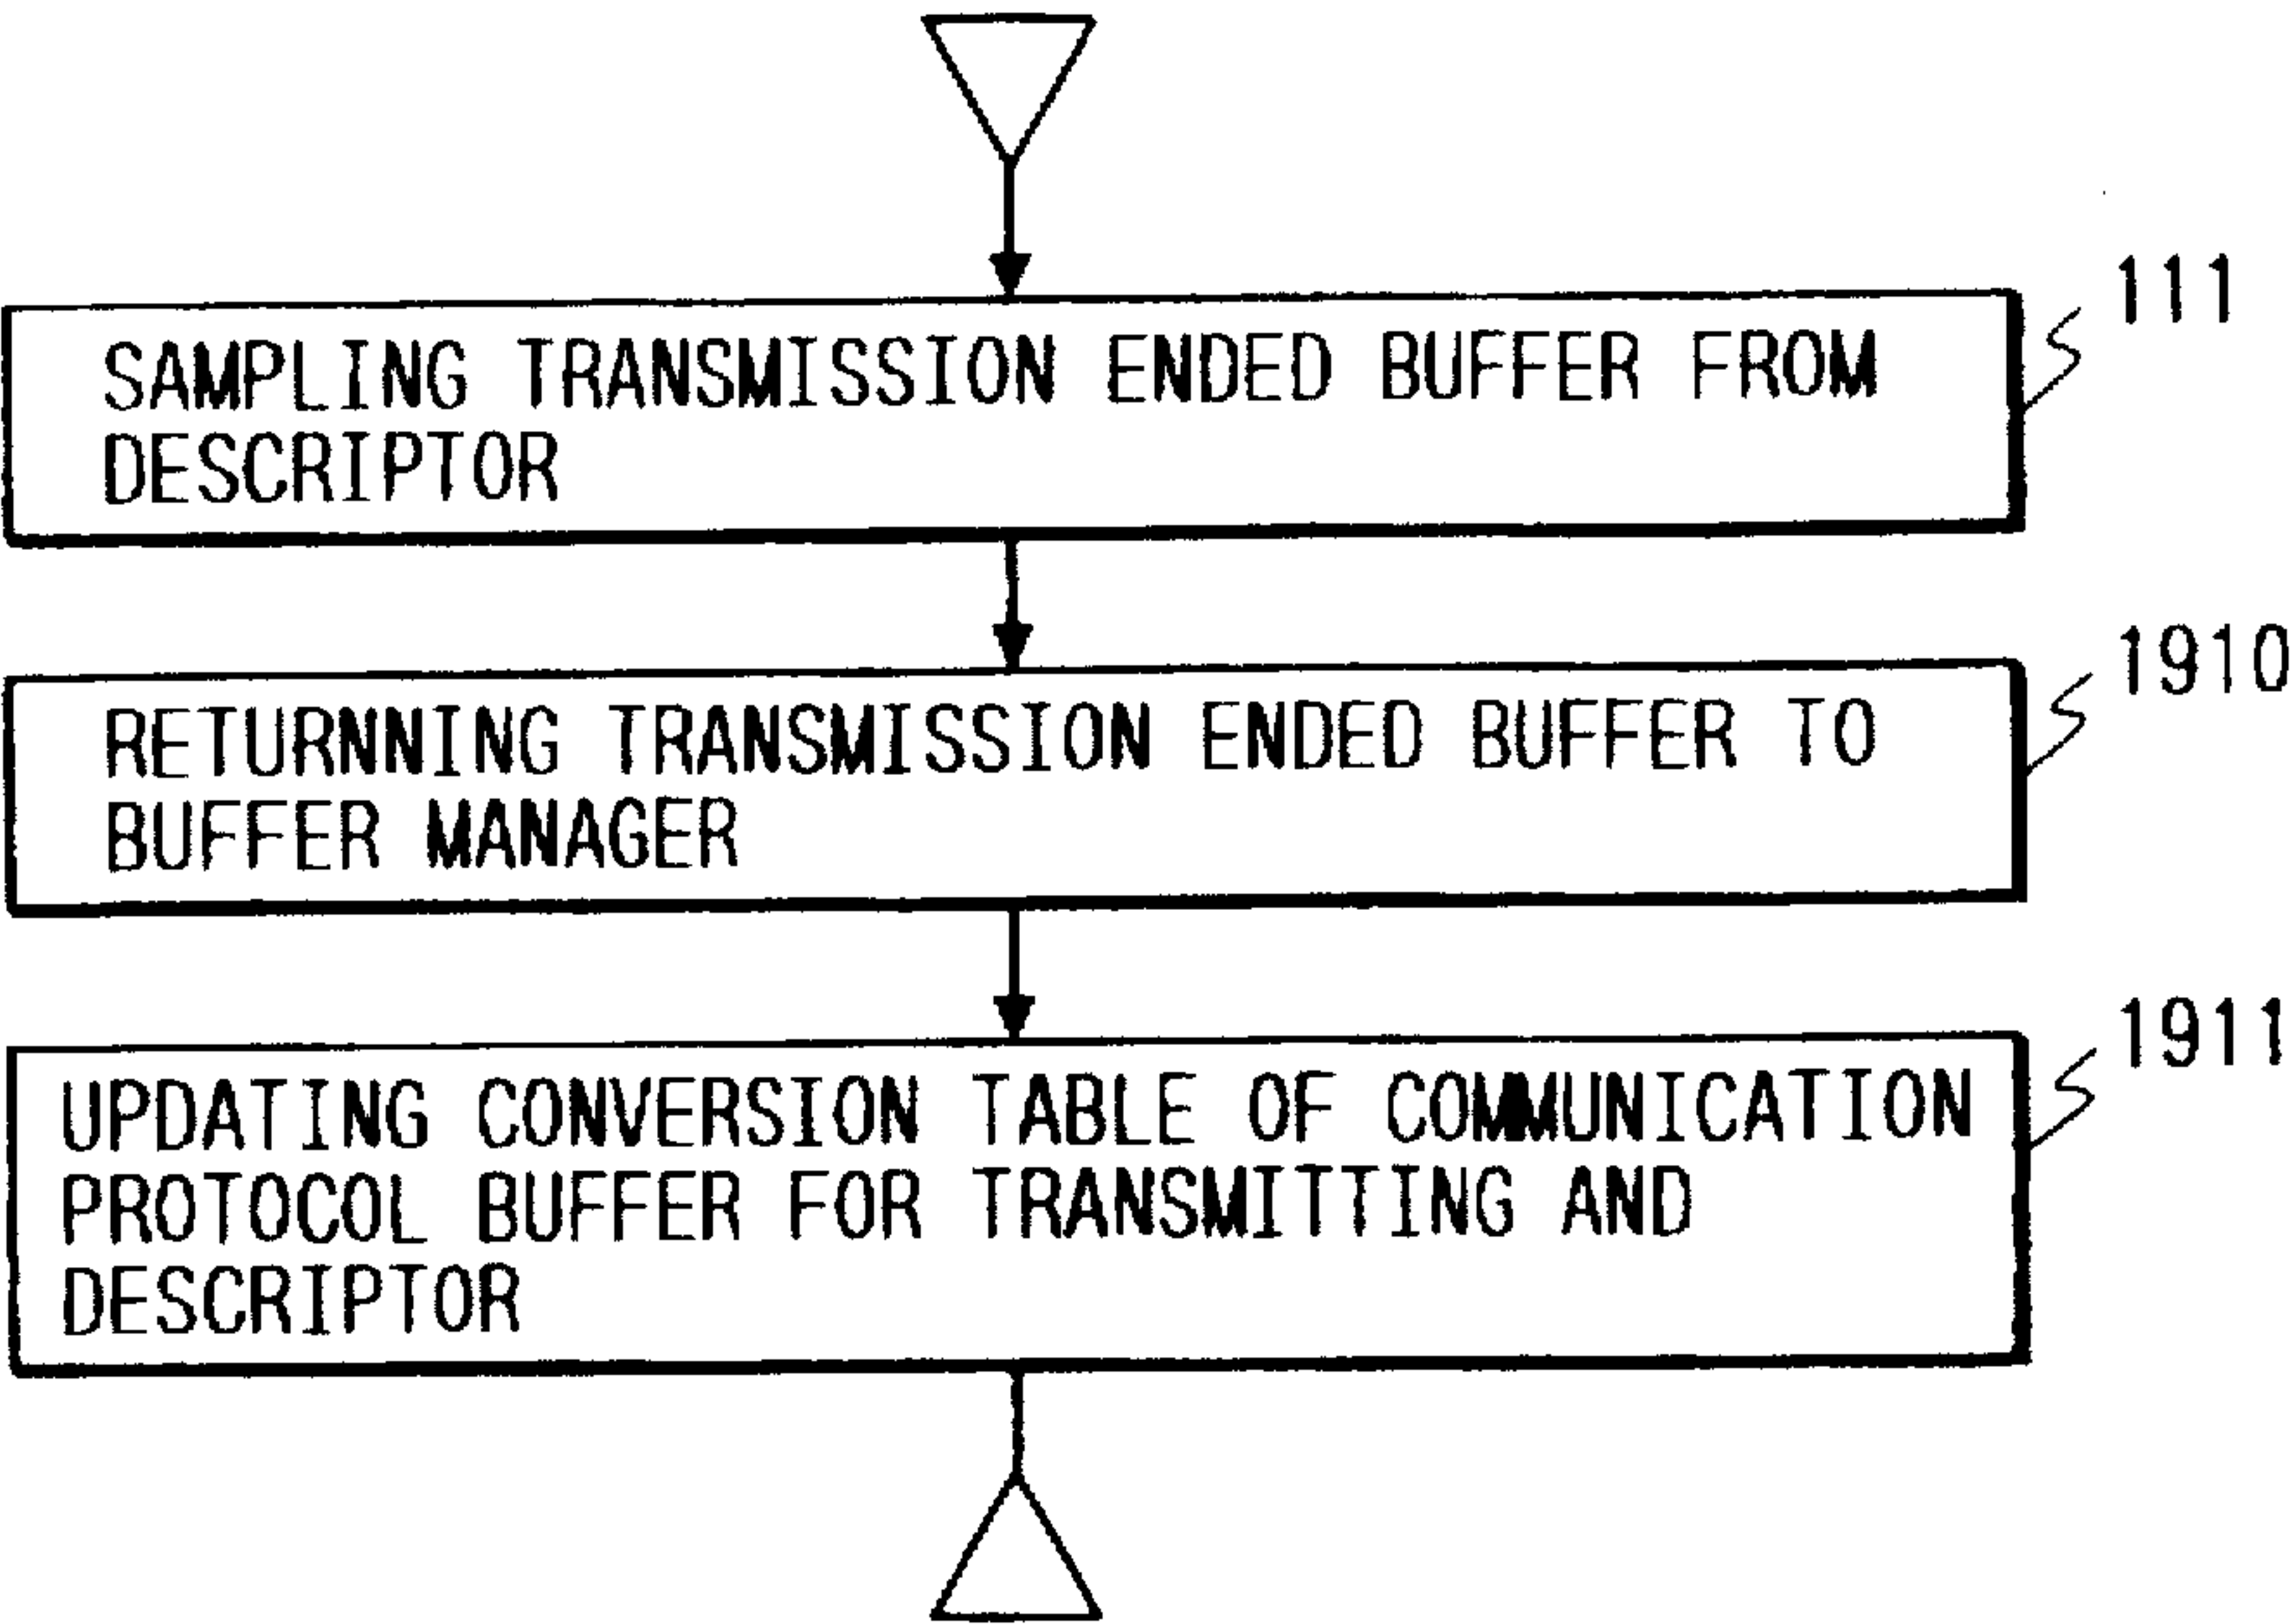 111
SAMPLING TRANSMISSION ENDED BUFFER FROM
DESCRIPTOR
1910
RETURNNING TRANSMISSION ENDED BUFFER TO
BUFFER MANAGER
1911
UPDATING CONVERSION TABLE OF COMMUNICATION
PROTOCOL BUFFER FOR TRANSMITTING AND
DESCRIPTOR